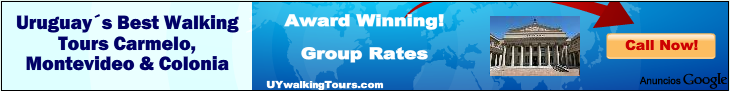 Uruguay´s Best Walking
Tours Carmelo,
Montevideo & Colonia
Award Winning!
Group Rates
UYwalkingTours.com
Call Now!
Anuncios Google